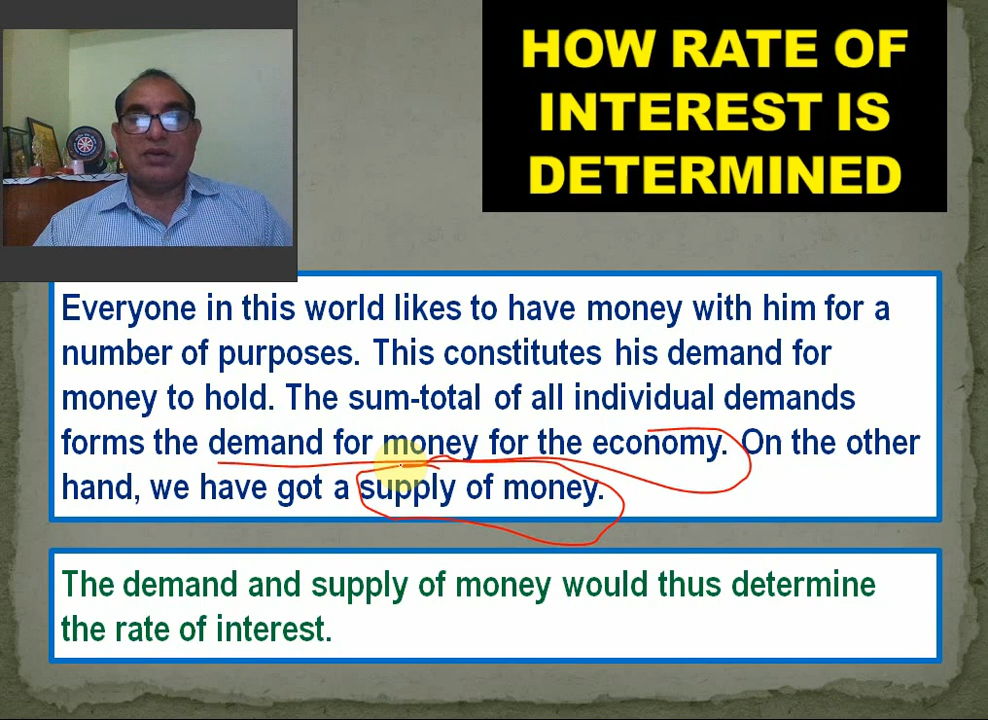 HOW RATE OF
INTEREST IS
DETERMINED
Everyone in this world likes to have money with him for a
number of purposes. This constitutes his demand for
money to hold. The sum-total of all individual demands
forms the demand for money for the economy. On the other
hand, we have got a supply of money.
The demand and supply of money would thus determine
the rate of interest.